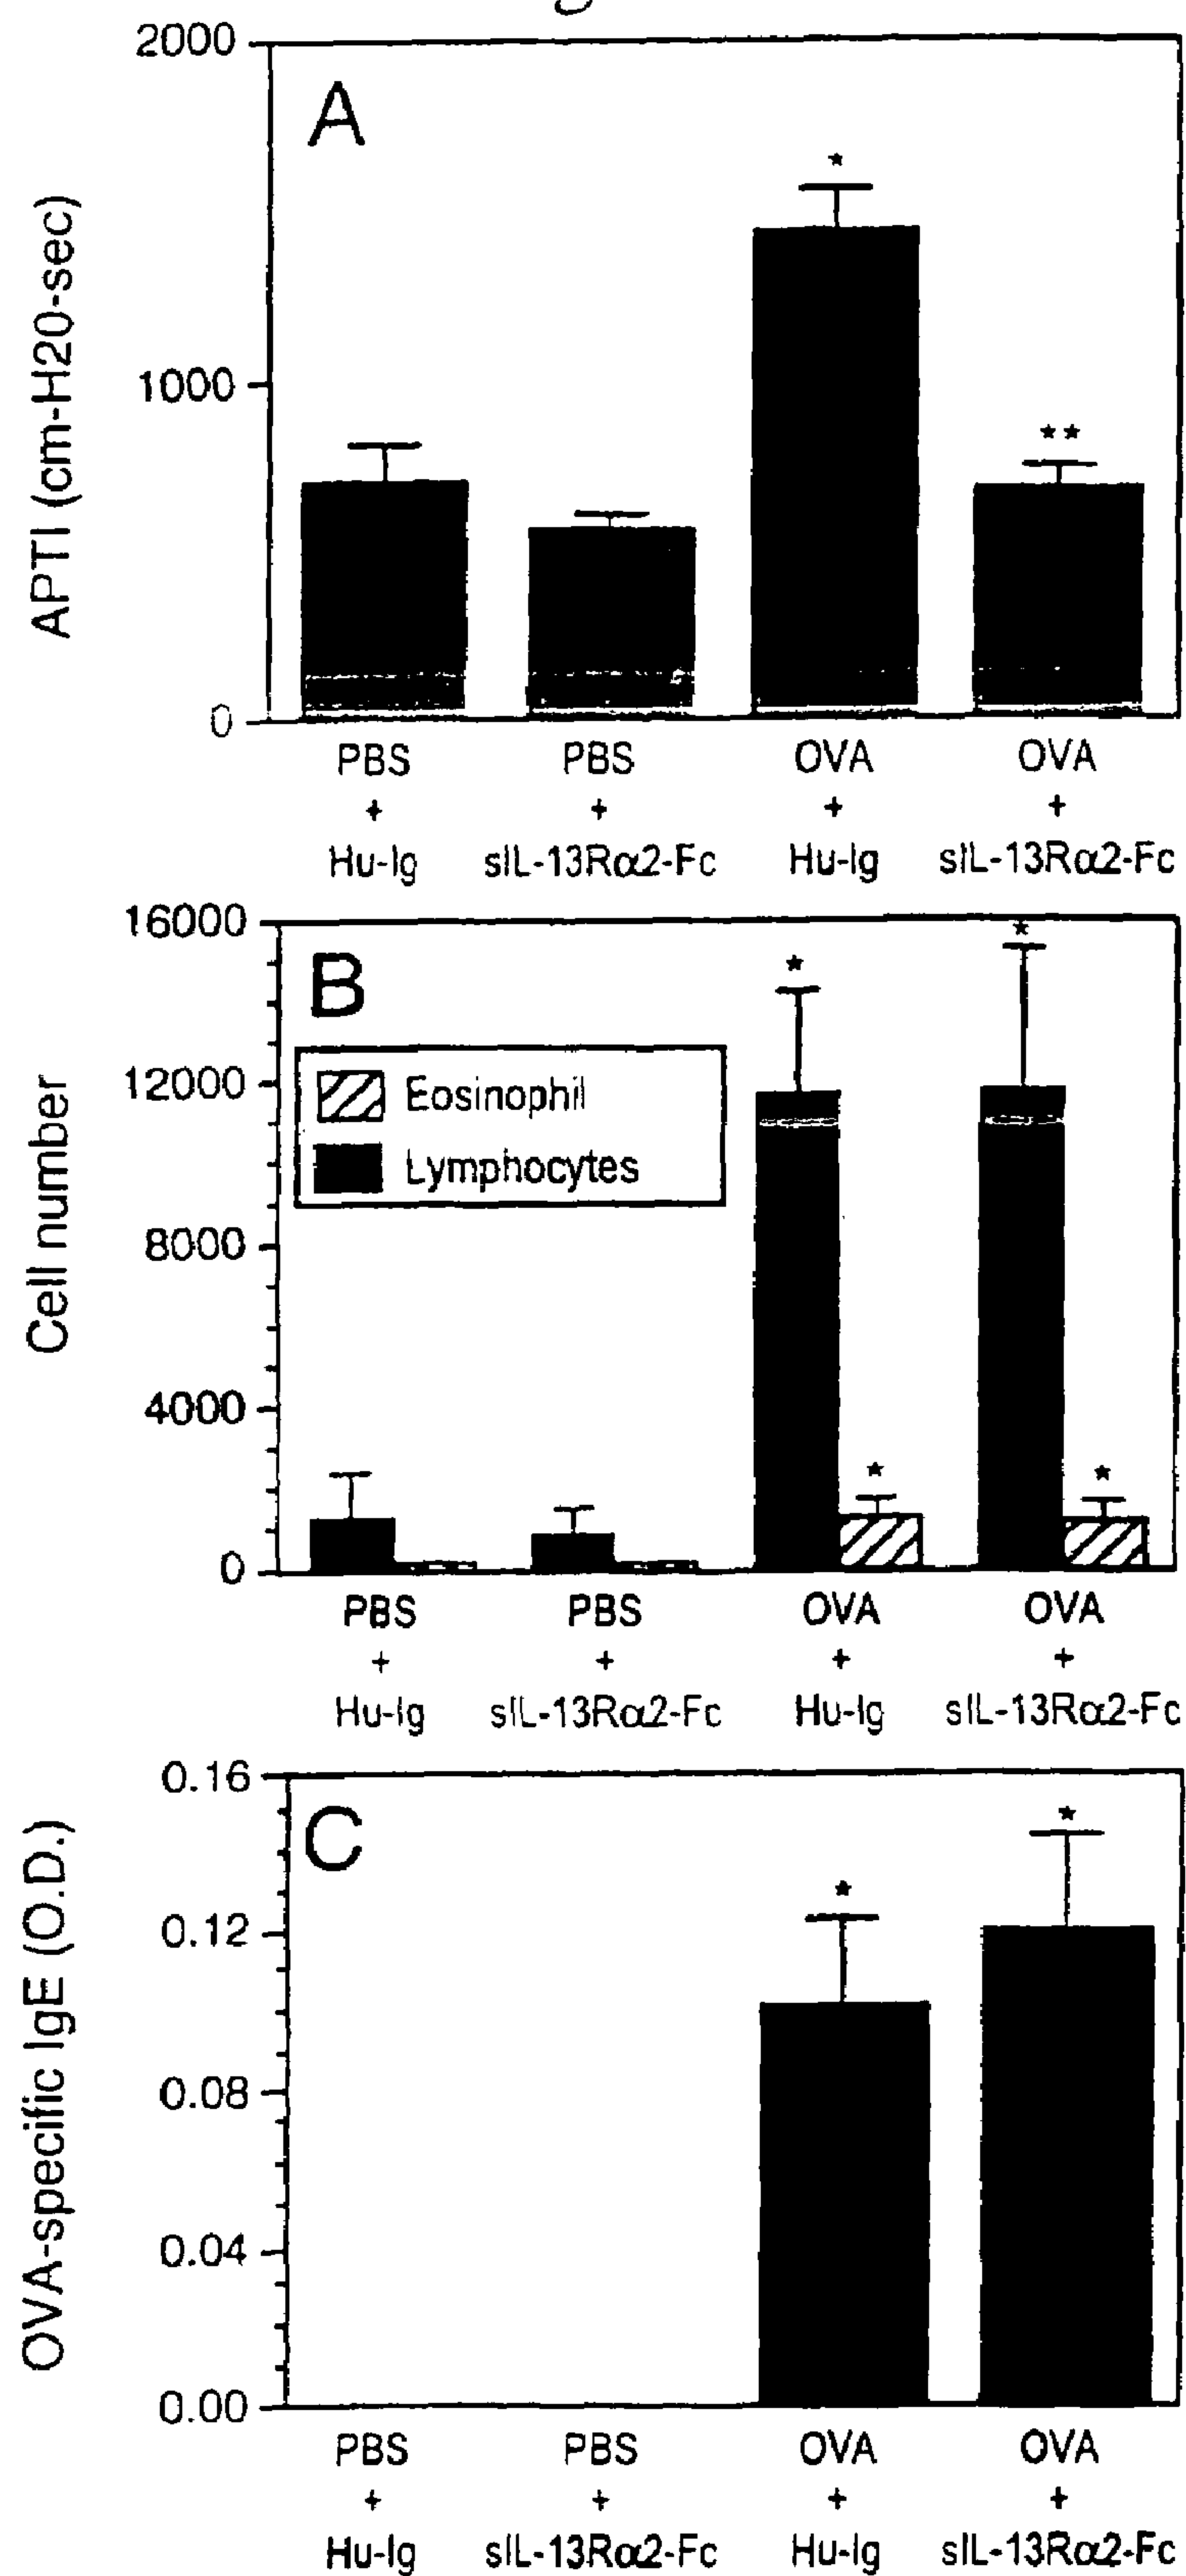 2000
A
*
1000
**
APTI (cm-H20-sec)
0
PBS PBS OVA OVA
+ + + +
Hu-Ig sIL-13Rα2-Fc Hu-Ig sIL-13Rα2-Fc
16000
B
* *
12000
Eosinophil
Lymphocytes
Cell number
8000
4000
* *
0
PBS PBS OVA OVA
+ + + +
Hu-Ig sIL-13Rα2-Fc Hu-Ig sIL-13Rα2-Fc
0.16
C
* *
0.12
OVA-specific IgE (O.D.)
0.08
0.04
0.00
PBS PBS OVA OVA
+ + + +
Hu-Ig sIL-13Rα2-Fc Hu-Ig sIL-13Rα2-Fc